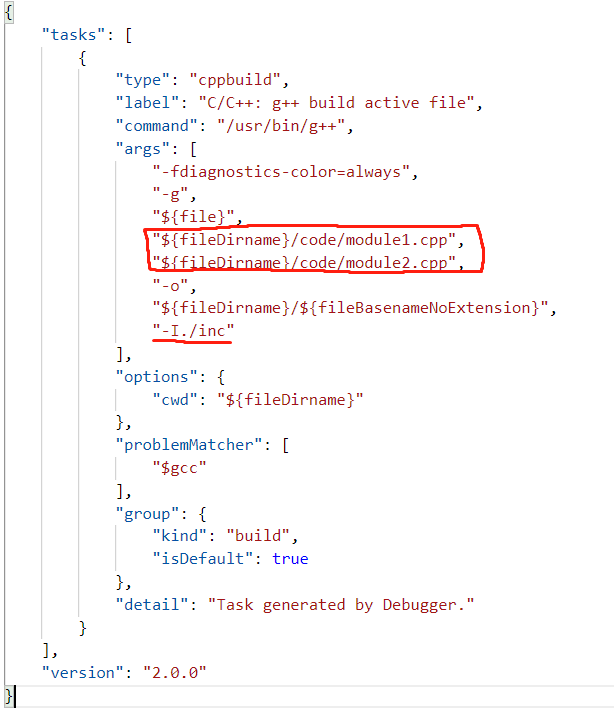 {
"tasks": [
{
"type": "cppbuild",
"label": "C/C++: g++ build active file",
"command": "/usr/bin/g++",
"args": [
"-fdiagnostics-color=always",
"-g",
"${file}",
"${fileDirname}/code/module1.cpp",
"${fileDirname}/code/module2.cpp",
"-o",
"${fileDirname}/${fileBasenameNoExtension}",
"-I./inc"
],
"options": {
"cwd": "${fileDirname}"
},
"problemMatcher": [
"$gcc"
],
"group": {
"kind": "build",
"isDefault": true
},
"detail": "Task generated by Debugger."
}
],
"version": "2.0.0"
}